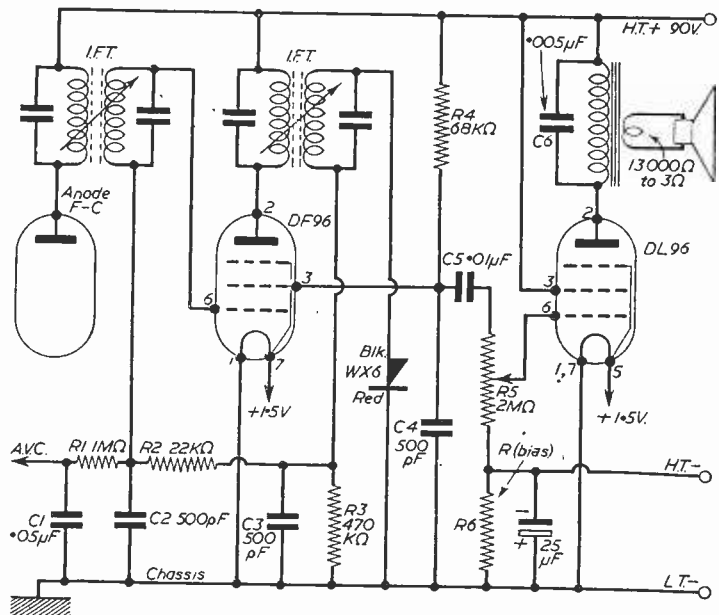 H.T.+ 90V.
·005µF
I.F.T.
I.F.T.
R4
68KΩ
C6
13000Ω
to 3Ω
Anode
F-C
2
DF96
2
DL96
C5 ·01µF
3
3
6
6
1
7
+1·5V
Blk.
WX6
Red
R5
2MΩ
1,7
5
+1·5V.
C4
500
pF
R(bias)
A.V.C.
R1 1MΩ
R2 22KΩ
H.T.-
C1
·05µF
C2 500pF
C3
500
pF
R3
470
KΩ
R6
-
+
25
µF
Chassis
L.T.-